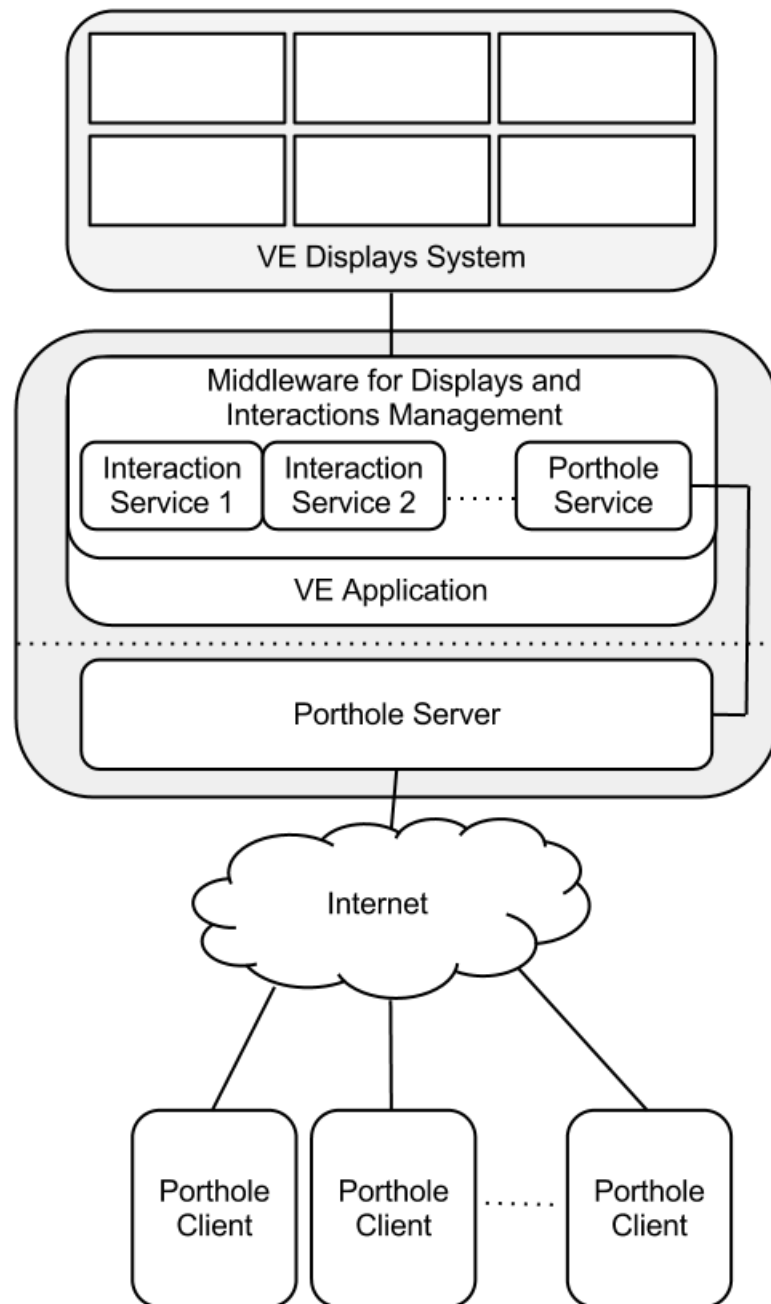 VE Displays System
Middleware for Displays and
Interactions Management
Interaction
Service 1
Interaction
Service 2
Porthole
Service
VE Application
Porthole Server
Internet
Porthole
Client
Porthole
Client
Porthole
Client